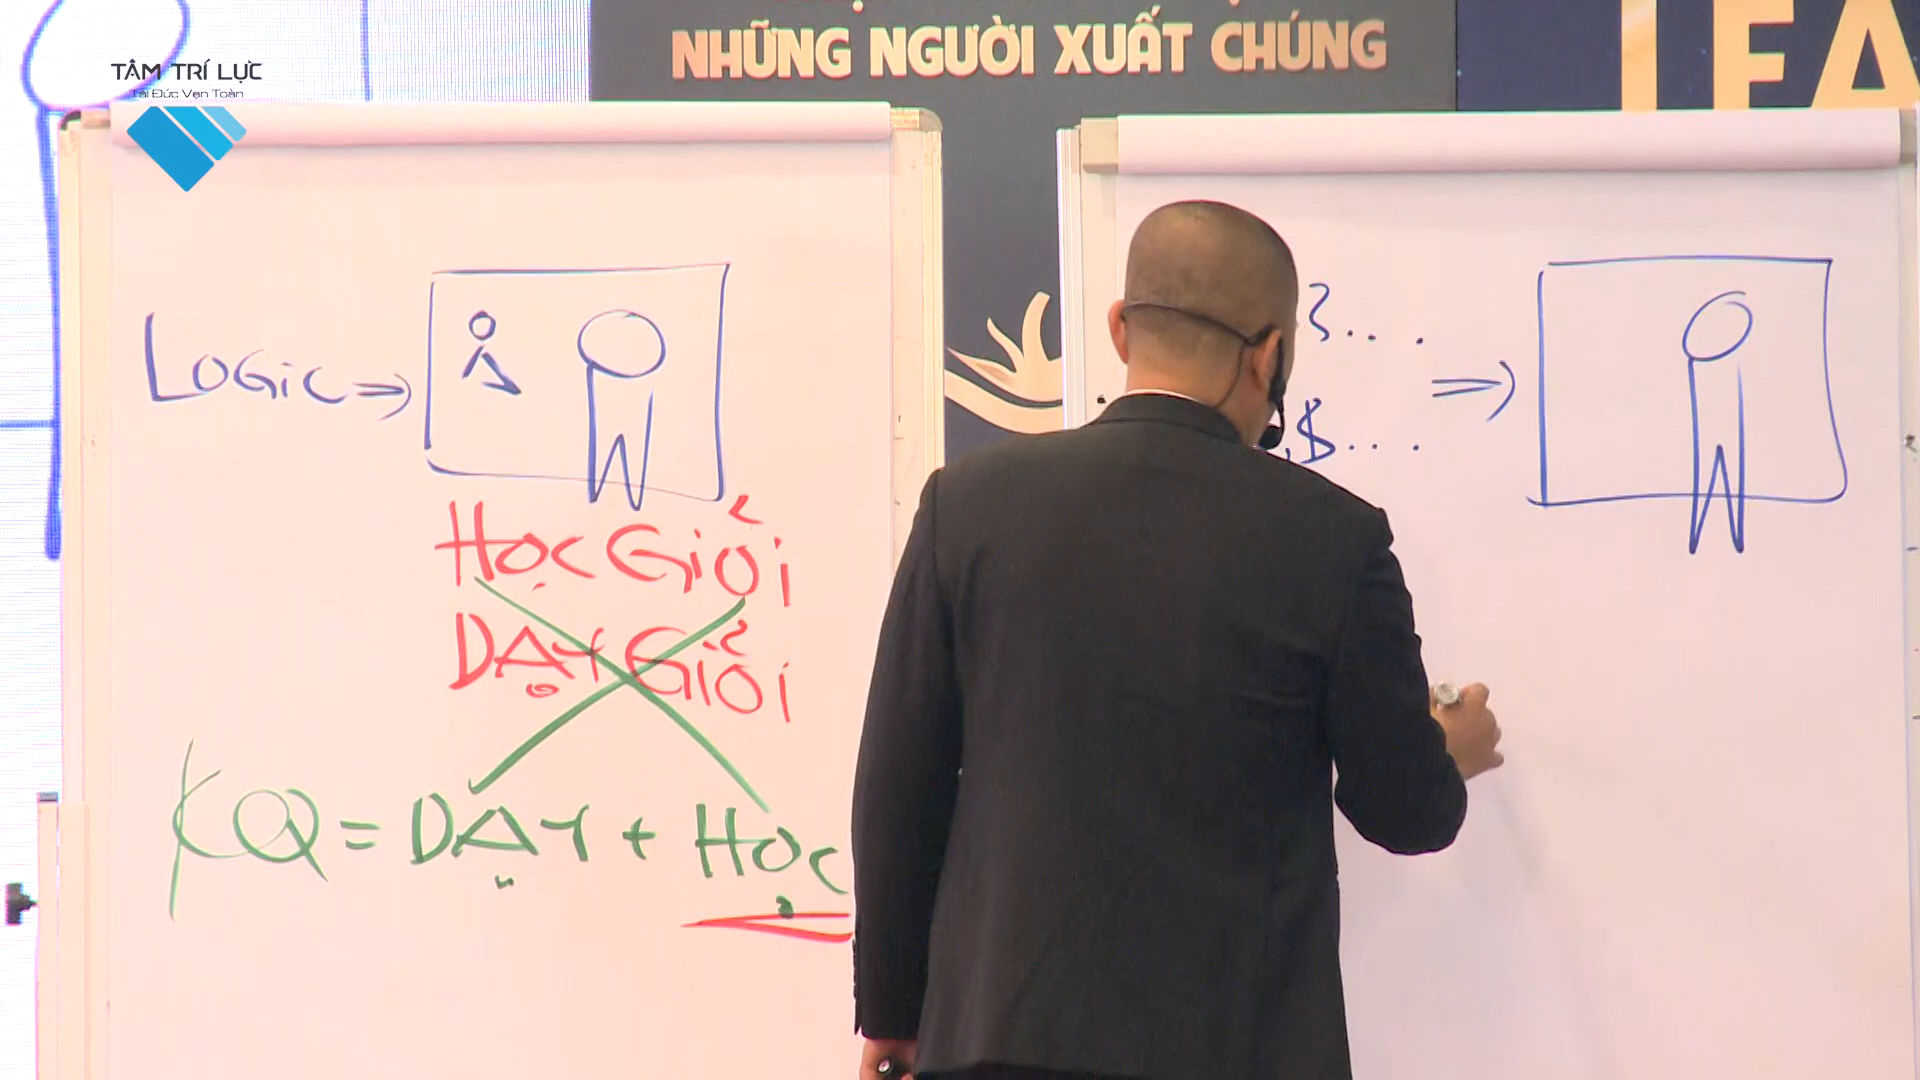 NHỮNG NGƯỜI XUẤT CHÚNG
LEA
TÂM TRÍ LỰC
Tài Đức Vẹn Toàn
LOGIC =>
HỌC GIỎI
DẠY GIỎI
KQ = DẠY + HỌC
?... =>
, $...